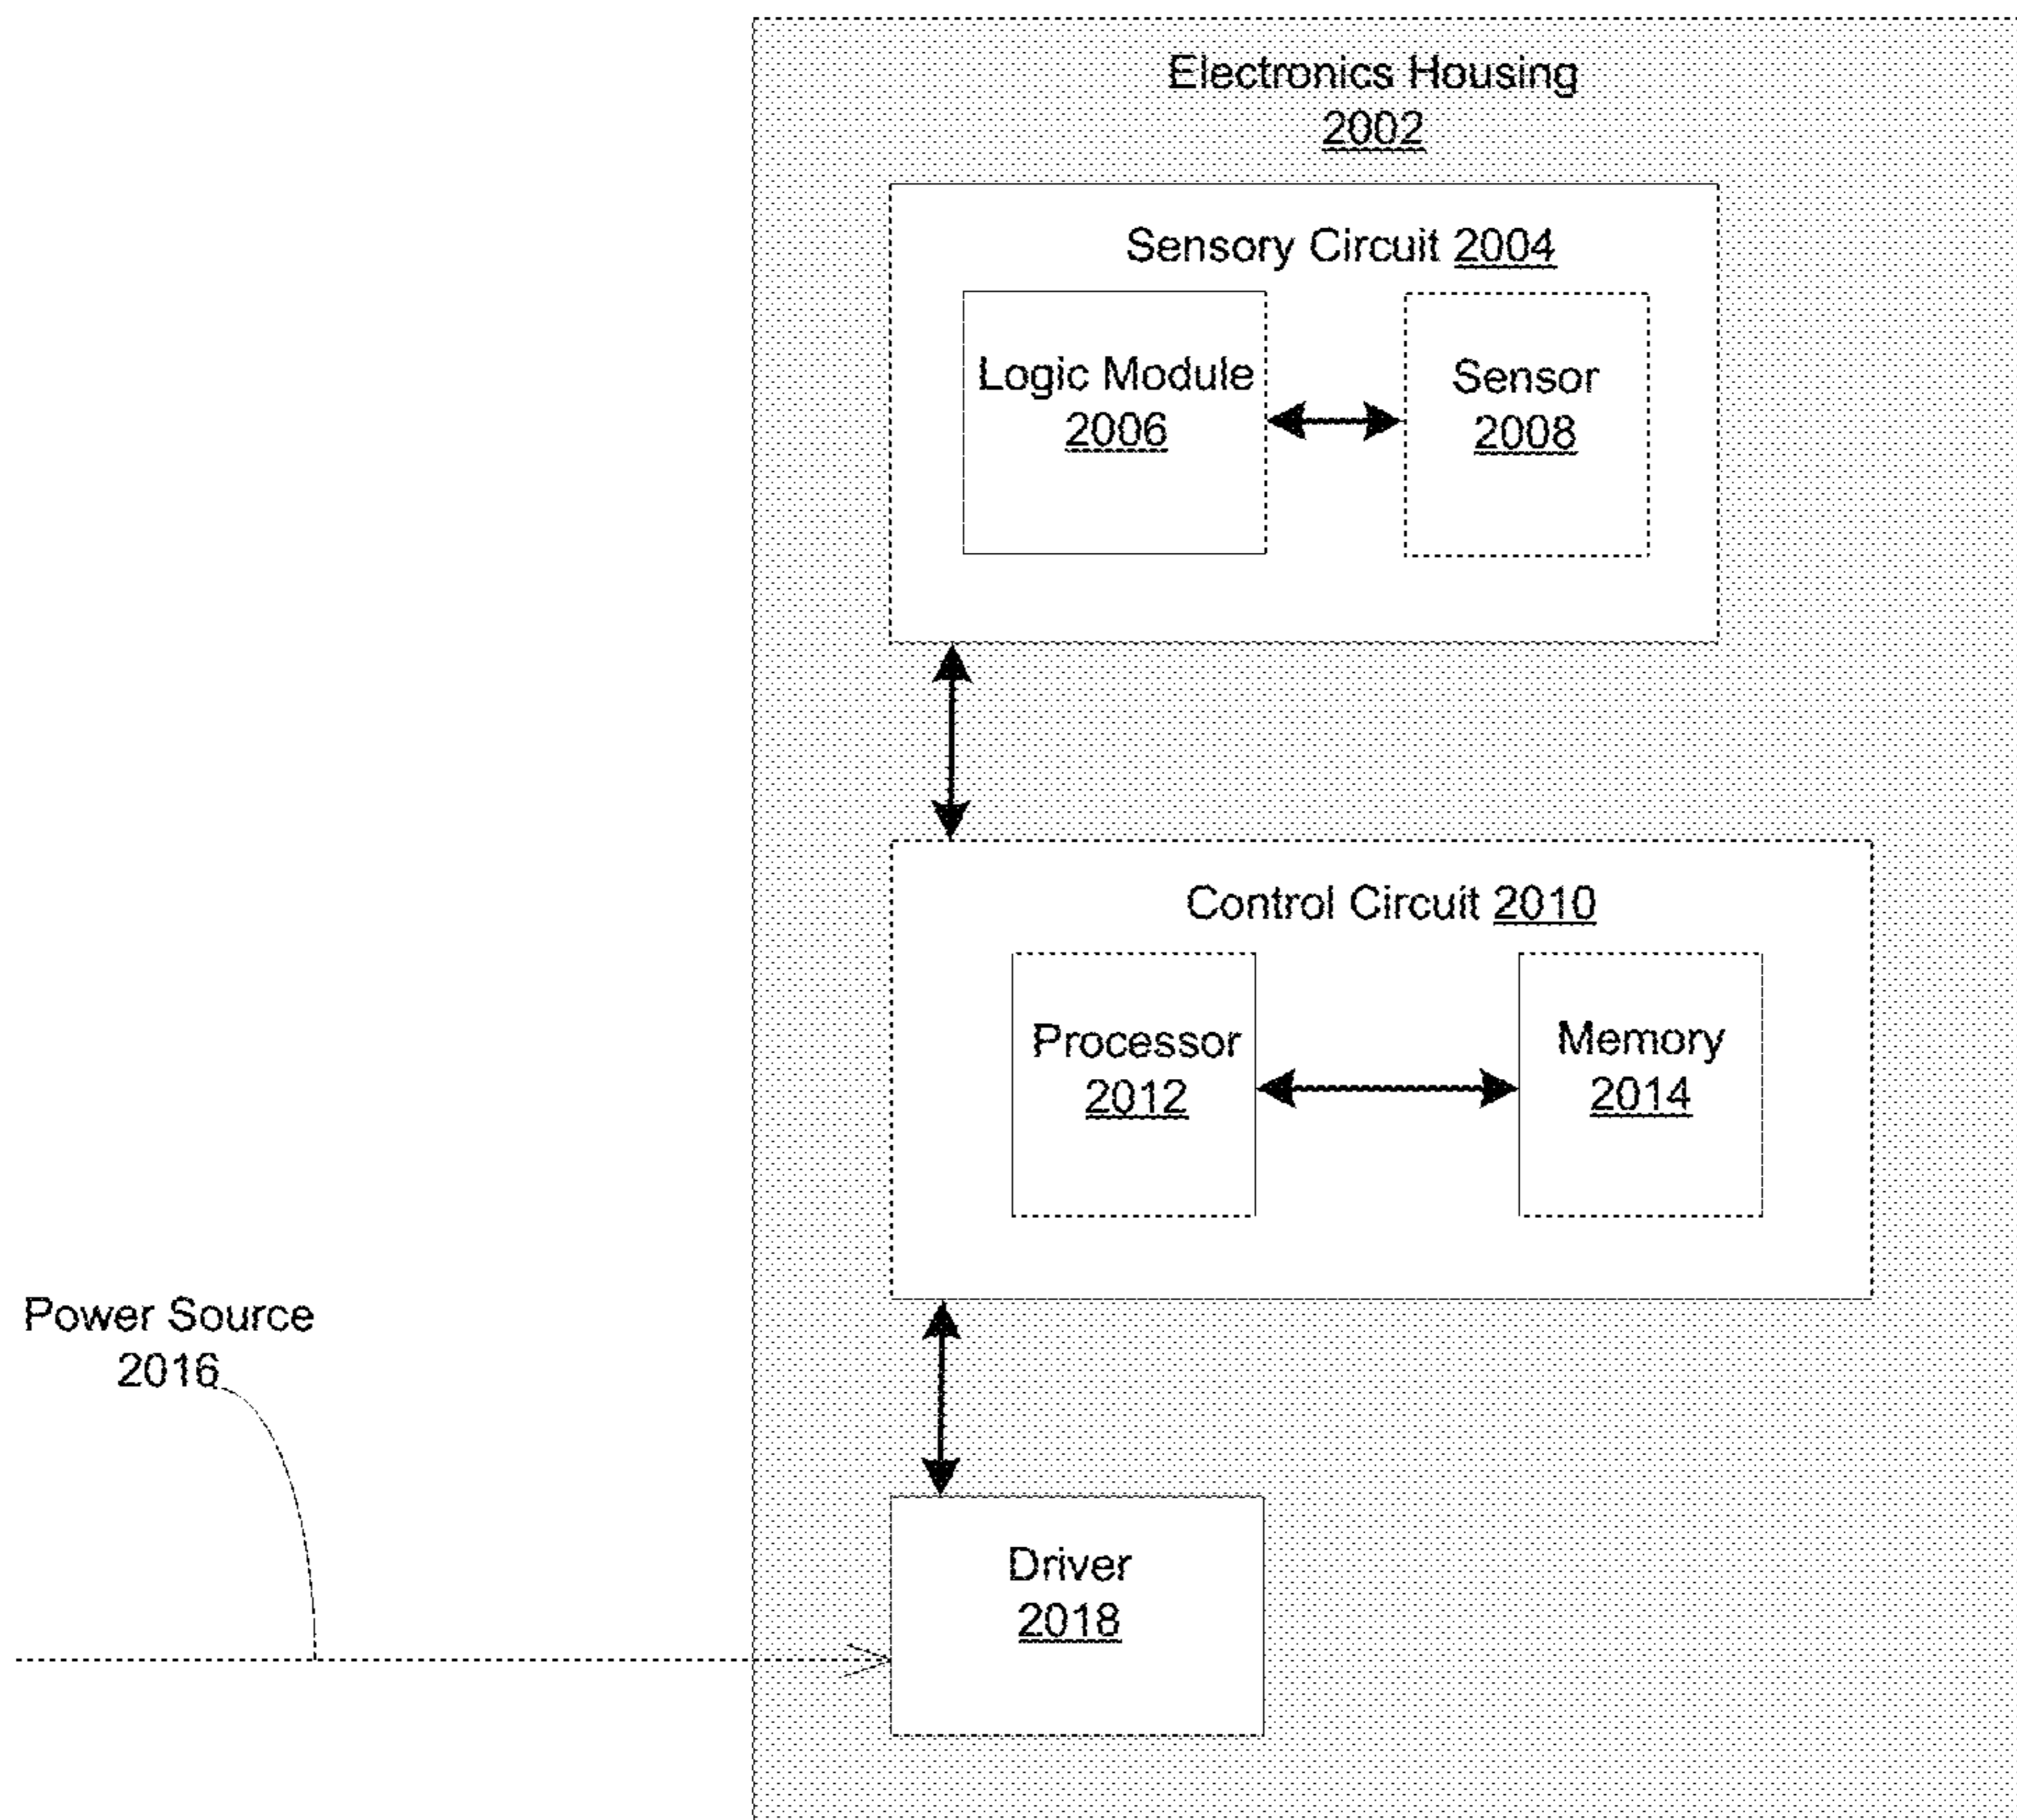 Electronics Housing
2002
Sensory Circuit 2004
Logic Module
2006
Sensor
2008
Control Circuit 2010
Processor
2012
Memory
2014
Power Source
2016
Driver
2018